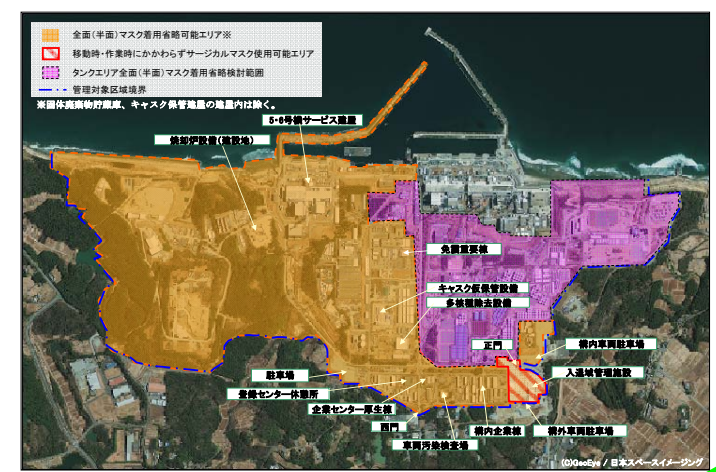 全面(半面)マスク着用省略可能エリア※
移動時・作業時にかかわらずサージカルマスク使用可能エリア
タンクエリア全面(半面)マスク着用省略検討範囲
管理対象区域境界
※固体廃棄物貯蔵庫、キャスク保管建屋の建屋内は除く。
5・6号機サービス建屋
焼却炉設備(建設地)
免震重要棟
キャスク仮保管設備
多核種除去設備
正門
構内車両駐車場
駐車場
入退域管理施設
登録センター休憩所
企業センター厚生棟
西門
構内企業棟
構外車両駐車場
車両汚染検査場
(C)GeoEye / 日本スペースイメージング